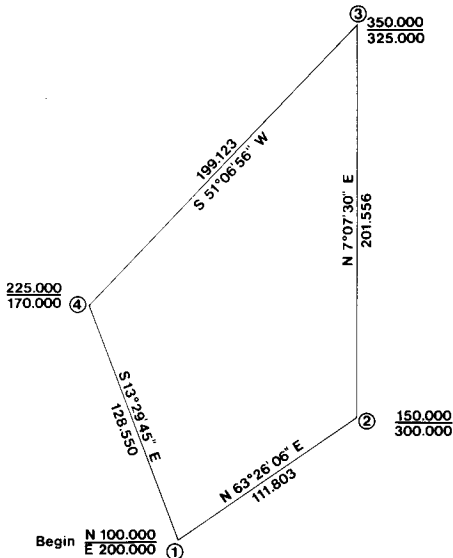 ③
350.000
325.000
199.123
S 51°06'56" W
N 7°07'30" E
201.556
225.000
170.000
④
S 13°29'45" E
128.550
②
150.000
300.000
N 63°26'06" E
111.803
Begin N 100.000
E 200.000
①